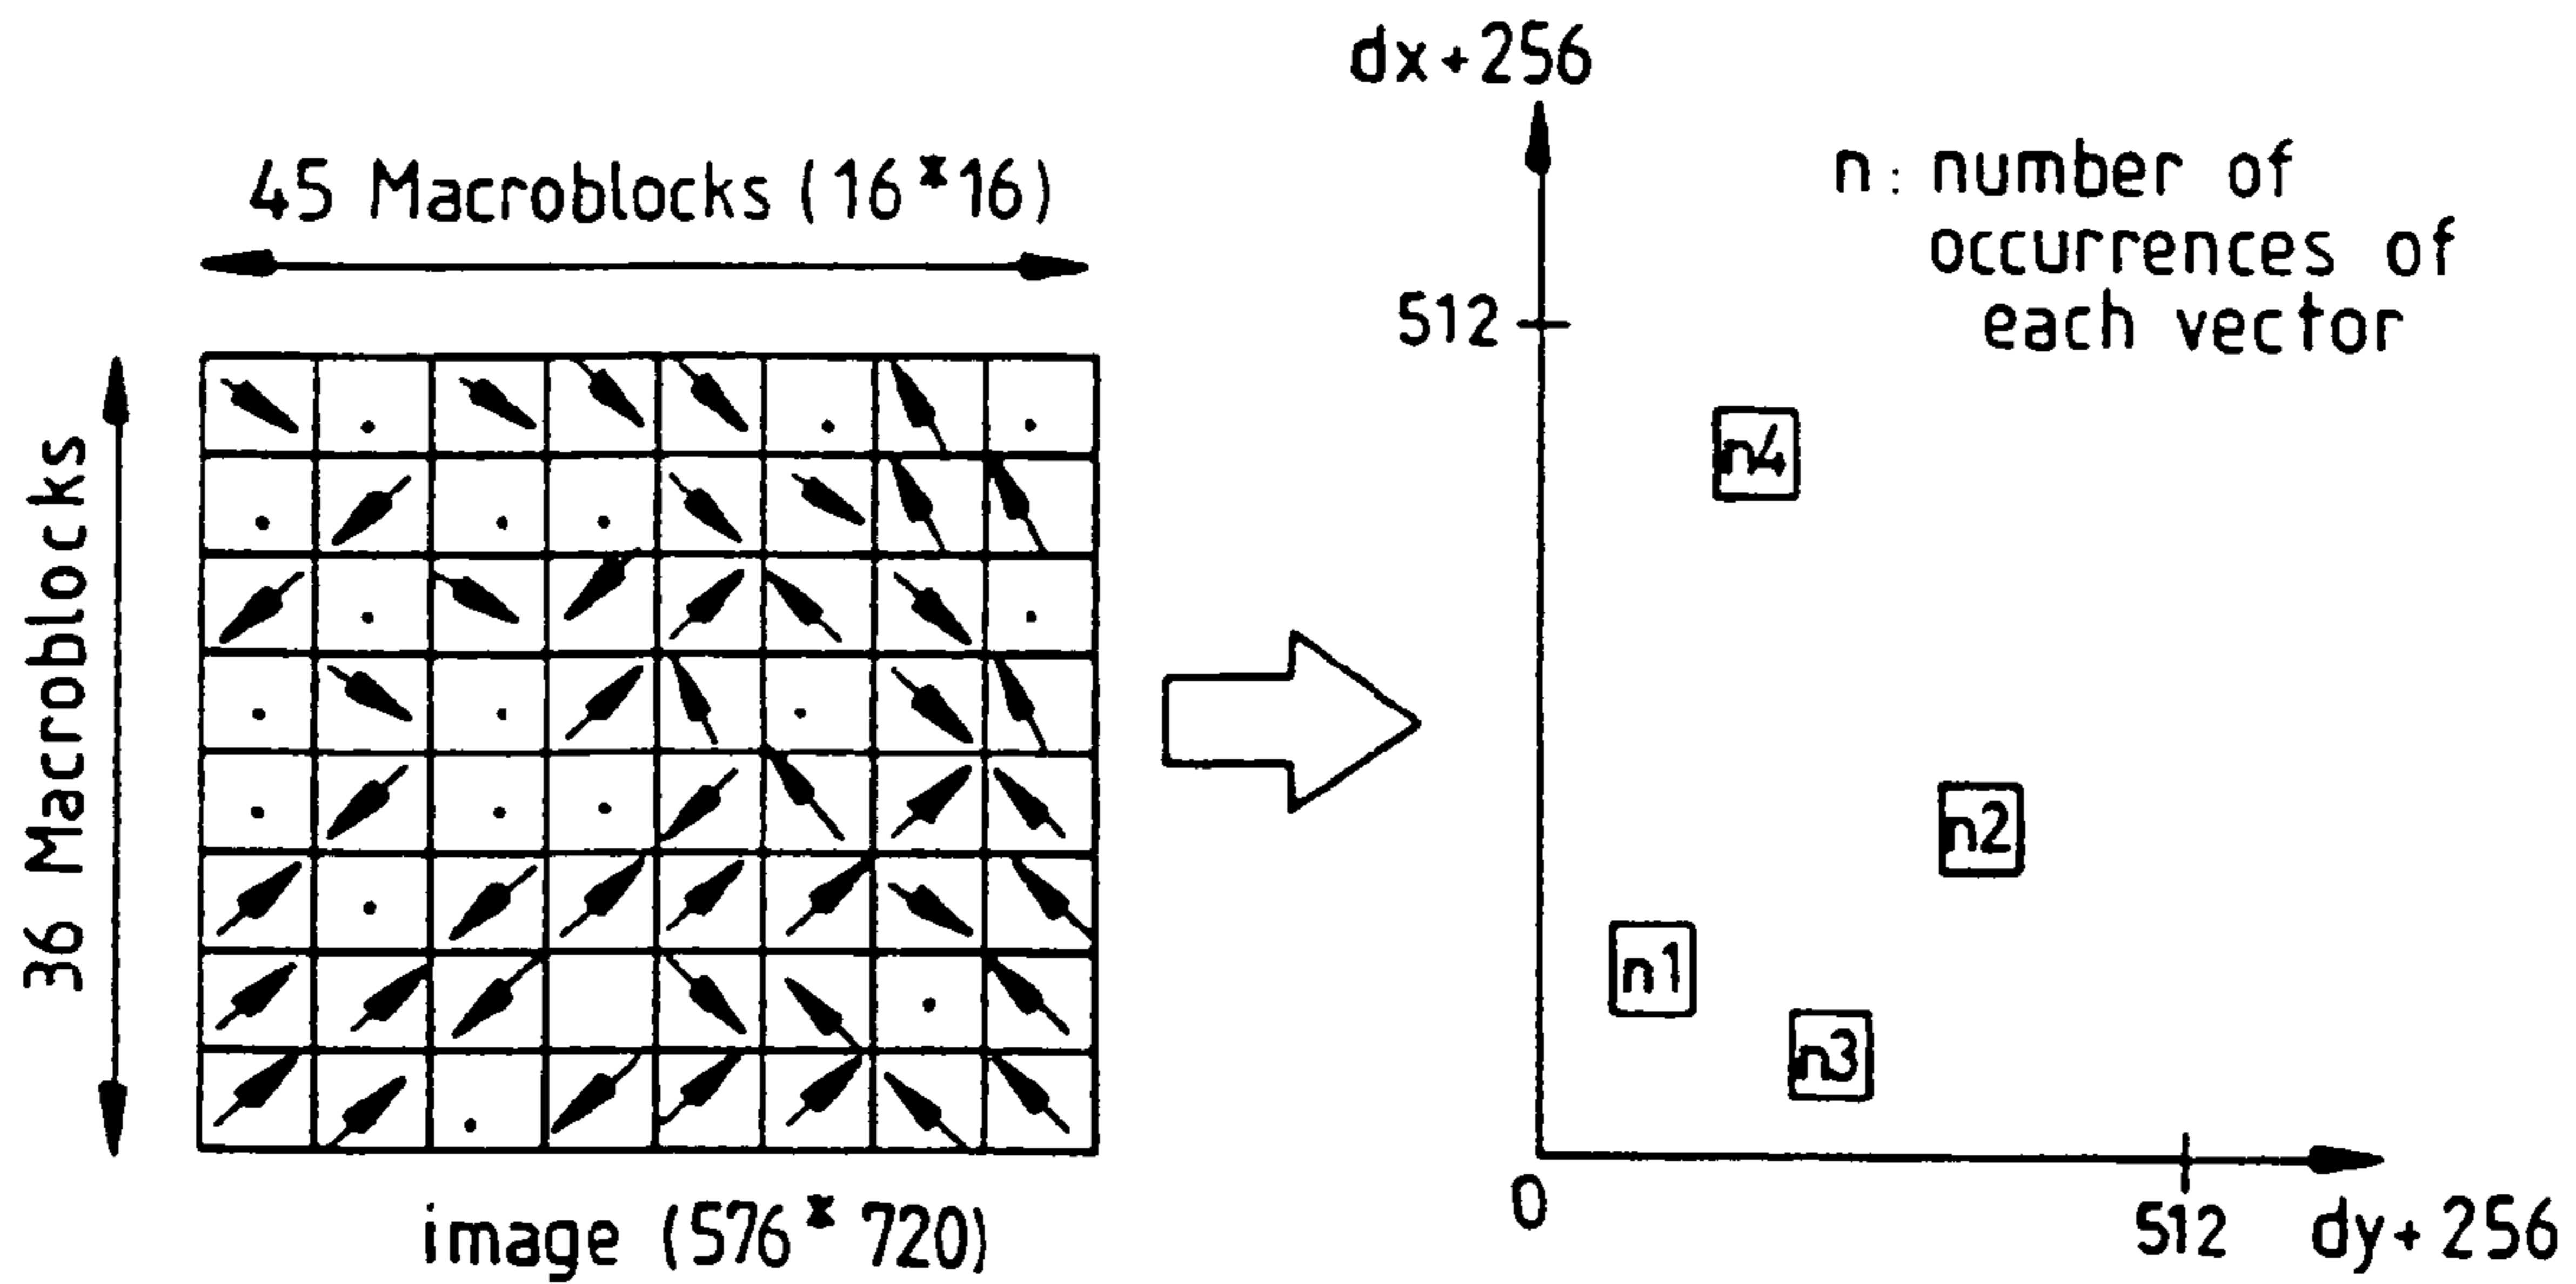 45 Macroblocks (16*16)
36 Macroblocks
image (576*720)
dx+256
n: number of
occurrences of
each vector
512
n4
n2
n1
n3
0
512
dy+256